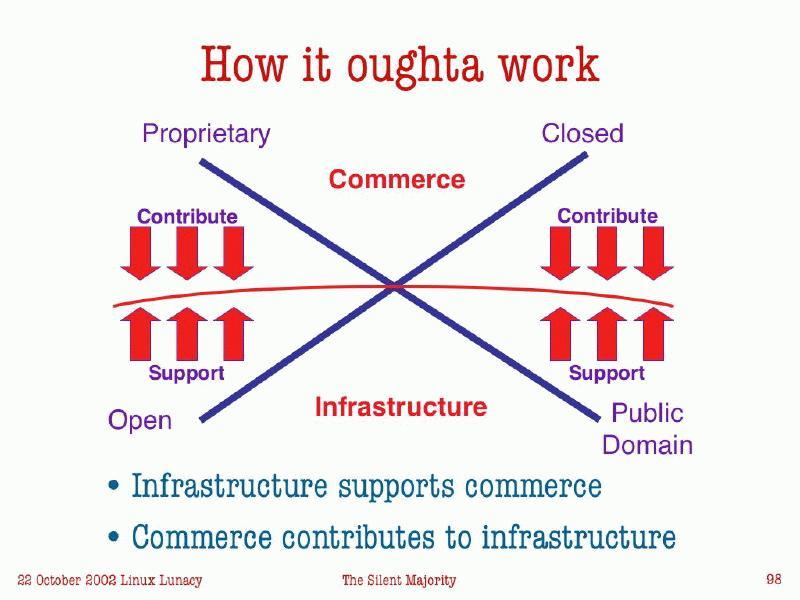 How it oughta work
Proprietary
Closed
Commerce
Contribute
Contribute
Support
Support
Infrastructure
Open
Public
Domain
• Infrastructure supports commerce
• Commerce contributes to infrastructure
22 October 2002 Linux Lunacy
The Silent Majority
98